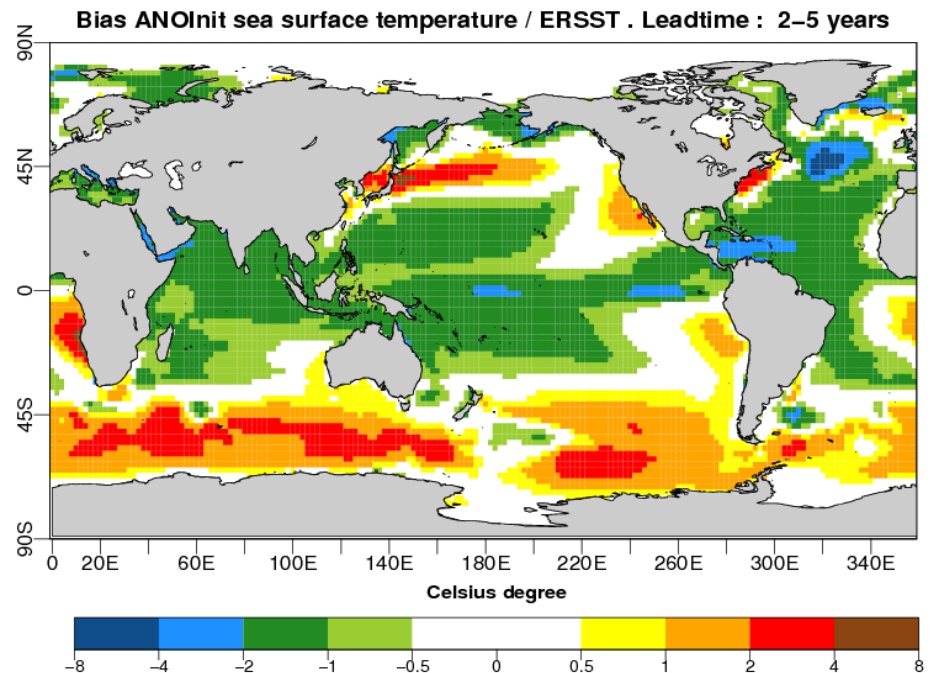 Bias ANOInit sea surface temperature / ERSST . Leadtime :  2−5 years
90N
45N
0
45S
90S
0 20E 60E 100E 140E 180E 220E 260E 300E 340E
Celsius degree
−8 −4 −2 −1 −0.5 0 0.5 1 2 4 8